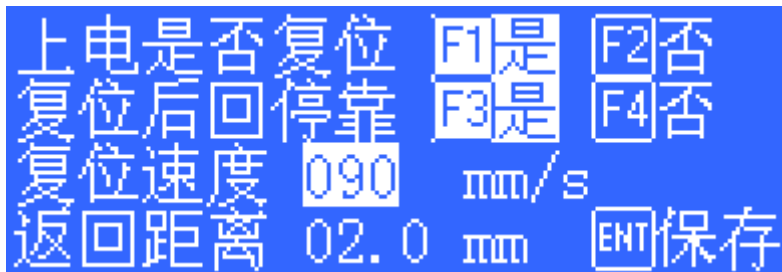 上电是否复位 F1是 F2否
复位后回停靠 F3是 F4否
复位速度 090 mm/s
返回距离 02.0 mm ENT保存